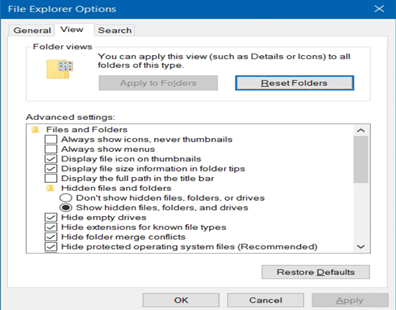 File Explorer Options
General View Search
Folder views
You can apply this view (such as Details or Icons) to all
folders of this type.
Apply to Folders Reset Folders
Advanced settings:
Files and Folders
Always show icons, never thumbnails
Always show menus
Display file icon on thumbnails
Display file size information in folder tips
Display the full path in the title bar
Hidden files and folders
Don't show hidden files, folders, or drives
Show hidden files, folders, and drives
Hide empty drives
Hide extensions for known file types
Hide folder merge conflicts
Hide protected operating system files (Recommended)
Restore Defaults
OK Cancel Apply